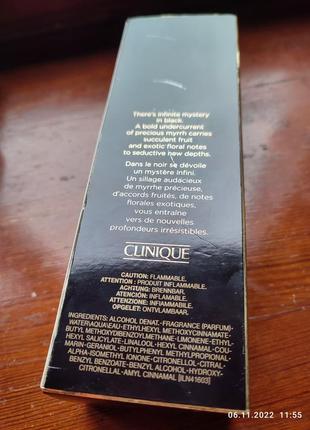 There's infinite mystery
in black.
A bold undercurrent
of precious myrrh carries
succulent fruit
and exotic floral notes
to seductive new depths.
Dans le noir se dévoile
un mystère Infini.
Un sillage audacieux
de myrrhe précieuse,
d'accords fruités, de notes
florales exotiques, vous
entraîne
vers de nouvelles
profondeurs irrésistibles.
CLINIQUE
CAUTION: FLAMMABLE.
ATTENTION: PRODUIT INFLAMMABLE.
ACHTUNG: BRENNBAR.
ATENCIÓN: INFLAMABLE.
ATTENZIONE: INFIAMMABILE.
OPGELET: ONTVLAMBAAR.
INGREDIENTS: ALCOHOL DENAT.•FRAGRANCE (PARFUM)•
WATER\AQUA\EAU•ETHYLHEXYL METHOXYCINNAMATE•
BUTYL METHOXYDIBENZOYLMETHANE•LIMONENE•ETHYL-
HEXYL SALICYLATE•LINALOOL•HEXYL CINNAMAL•COU-
MARIN•GERANIOL•BUTYLPHENYL METHYLPROPIONAL•
ALPHA-ISOMETHYL IONONE•CITRONELLOL•CITRAL•
BENZYL BENZOATE•BENZYL ALCOHOL•HYDROXY-
CITRONELLAL•AMYL CINNAMAL [ILN41603]
06.11.2022 11:55